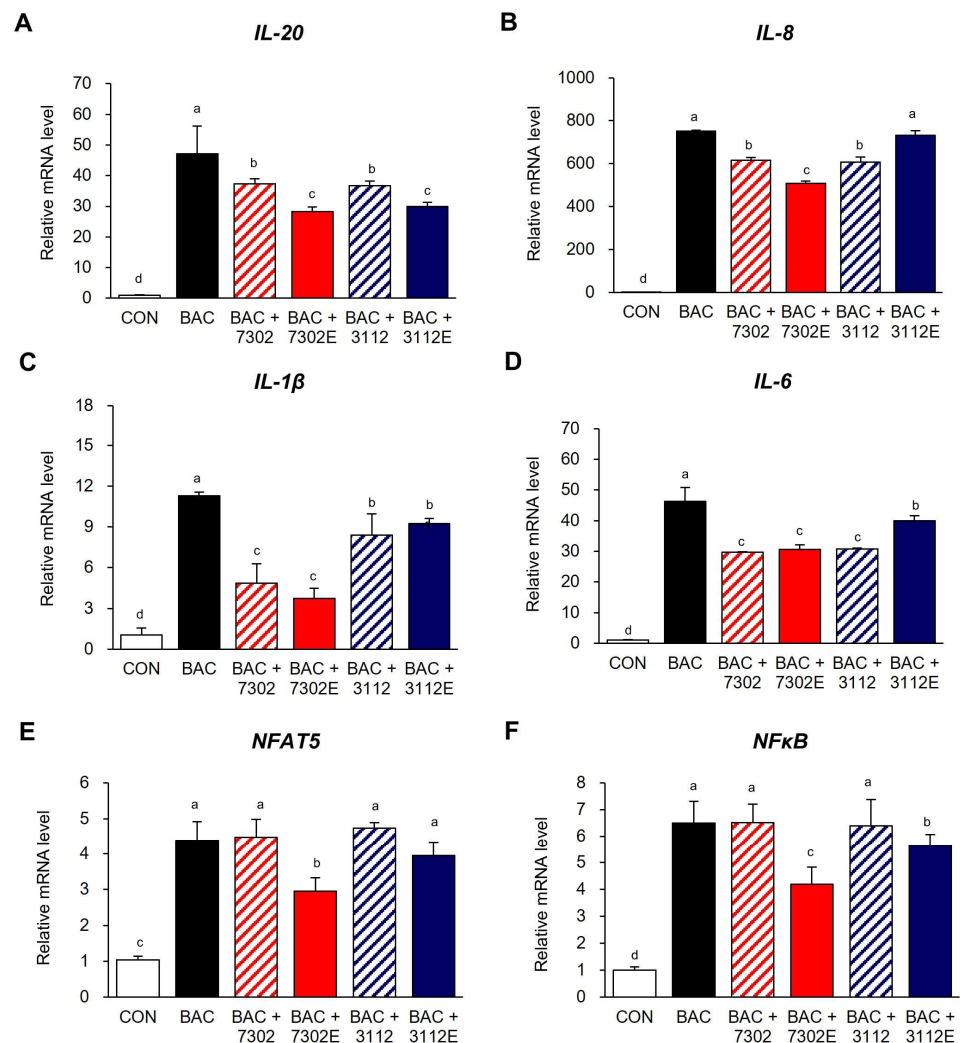 A
IL-20
Relative mRNA level
70
60
50
40
30
20
10
0
d
a
b
c
b
c
CON
BAC
BAC +
7302
BAC +
7302E
BAC +
3112
BAC +
3112E
B
IL-8
Relative mRNA level
1000
800
600
400
200
0
d
a
b
c
b
a
CON
BAC
BAC +
7302
BAC +
7302E
BAC +
3112
BAC +
3112E
C
IL-1β
Relative mRNA level
18
15
12
9
6
3
0
d
a
c
c
b
b
CON
BAC
BAC +
7302
BAC +
7302E
BAC +
3112
BAC +
3112E
D
IL-6
Relative mRNA level
70
60
50
40
30
20
10
0
d
a
c
c
c
b
CON
BAC
BAC +
7302
BAC +
7302E
BAC +
3112
BAC +
3112E
E
NFAT5
Relative mRNA level
6
5
4
3
2
1
0
c
a
a
b
a
a
CON
BAC
BAC +
7302
BAC +
7302E
BAC +
3112
BAC +
3112E
F
NFκB
Relative mRNA level
8
7
6
5
4
3
2
1
0
d
a
a
c
a
b
CON
BAC
BAC +
7302
BAC +
7302E
BAC +
3112
BAC +
3112E